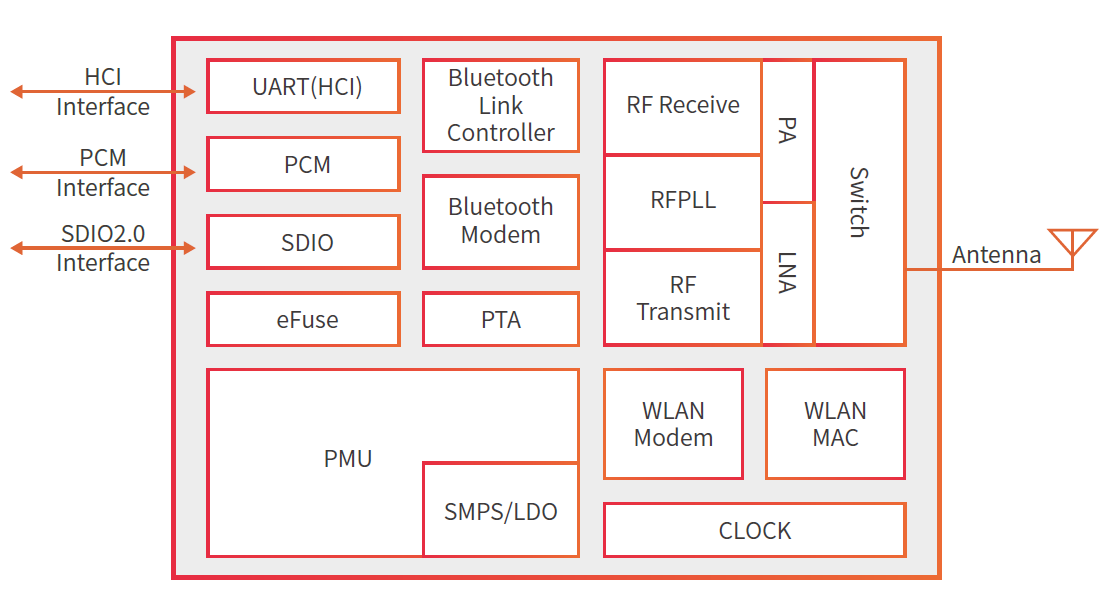 HCI
Interface
PCM
Interface
SDIO2.0
Interface
UART(HCI)
PCM
SDIO
eFuse
Bluetooth
Link
Controller
Bluetooth
Modem
PTA
RF Receive
RFPLL
RF
Transmit
PA
LNA
Switch
Antenna
PMU
SMPS/LDO
WLAN
Modem
WLAN
MAC
CLOCK